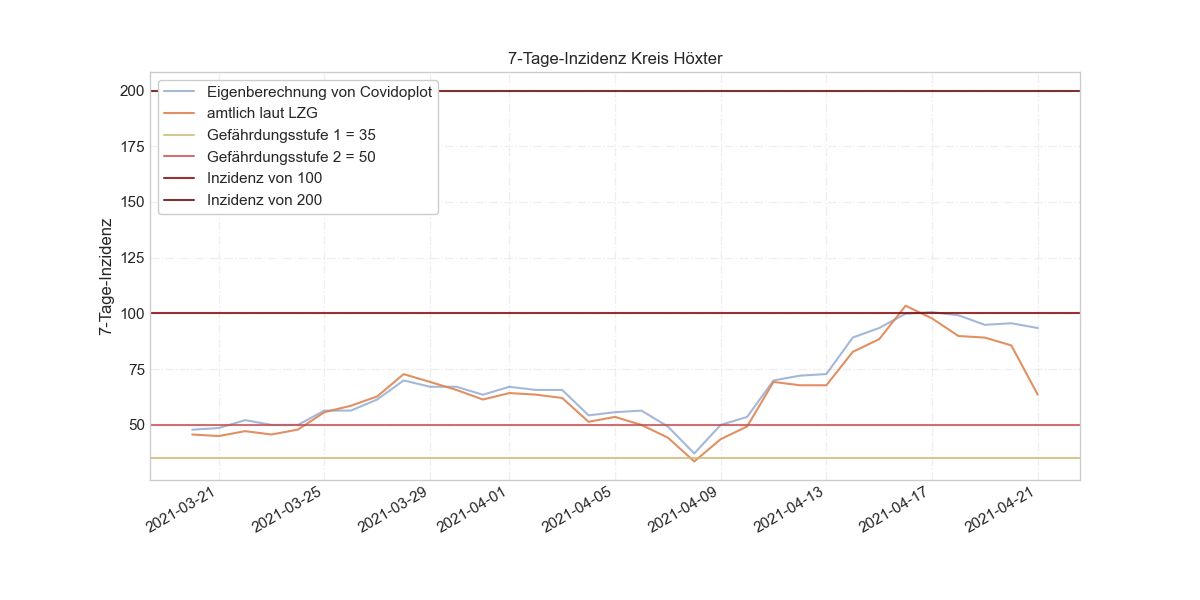 7-Tage-Inzidenz Kreis Höxter
7-Tage-Inzidenz
200
175
150
125
100
75
50
Eigenberechnung von Covidoplot
amtlich laut LZG
Gefährdungsstufe 1 = 35
Gefährdungsstufe 2 = 50
Inzidenz von 100
Inzidenz von 200
2021-03-21
2021-03-25
2021-03-29
2021-04-01
2021-04-05
2021-04-09
2021-04-13
2021-04-17
2021-04-21